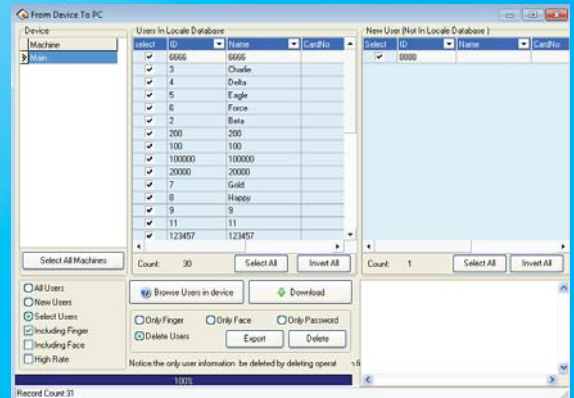 From Device To PC
Device
Machine
Main
Select All Machines
Users In Locale Database
select ID Name CardNo
6666 6666
3 Charlie
4 Delta
5 Eagle
6 Force
2 Beta
200 200
100 100
100000 100000
20000 20000
7 Gold
8 Happy
9 9
11 11
123457 123457
Count: 30 Select All Invert All
New User (Not In Locale Database )
Select ID Name CardNo
0000
Count: 1 Select All Invert All
All Users
New Users
Select Users
Including Finger
Including Face
High Rate
Browse Users in device Download
Only Finger Only Face Only Password
Delete Users Export Delete
Notice the only user information be deleted by deleting operat
100%
Record Count:31